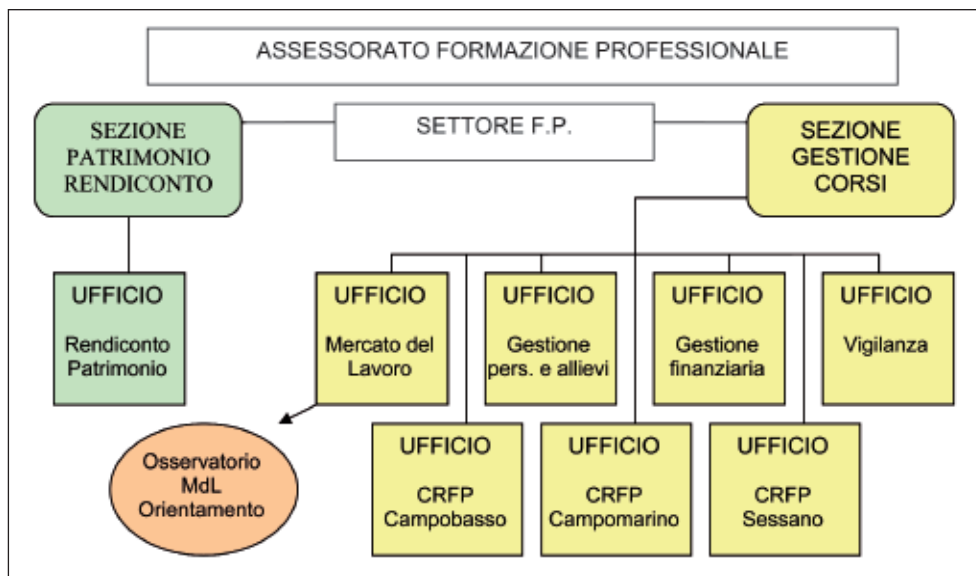 ASSESSORATO FORMAZIONE PROFESSIONALE
SEZIONE
PATRIMONIO
RENDICONTO
SETTORE F.P.
SEZIONE
GESTIONE
CORSI
UFFICIO
Rendiconto
Patrimonio
UFFICIO
Mercato del
Lavoro
UFFICIO
Gestione
pers. e allievi
UFFICIO
Gestione
finanziaria
UFFICIO
Vigilanza
Osservatorio
MdL
Orientamento
UFFICIO
CRFP
Campobasso
UFFICIO
CRFP
Campomarino
UFFICIO
CRFP
Sessano